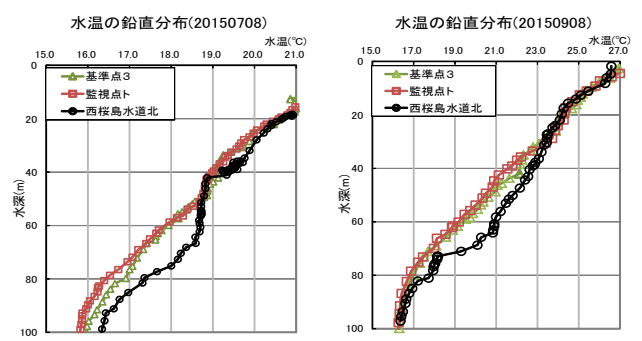 水温の鉛直分布(20150708)
水温(℃)
15.0 16.0 17.0 18.0 19.0 20.0 21.0
0
20
40
60
80
100
水深(m)
基準点3
監視点ト
西桜島水道北
水温の鉛直分布(20150908)
水温(℃)
15.0 17.0 19.0 21.0 23.0 25.0 27.0
0
20
40
60
80
100
水深(m)
基準点3
監視点ト
西桜島水道北